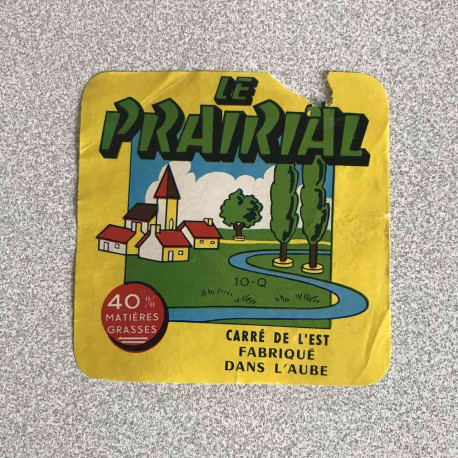 LE
PRAIRIAL
10-Q
40%
MATIÈRES
GRASSES
CARRÉ DE L'EST
FABRIQUÉ
DANS L'AUBE